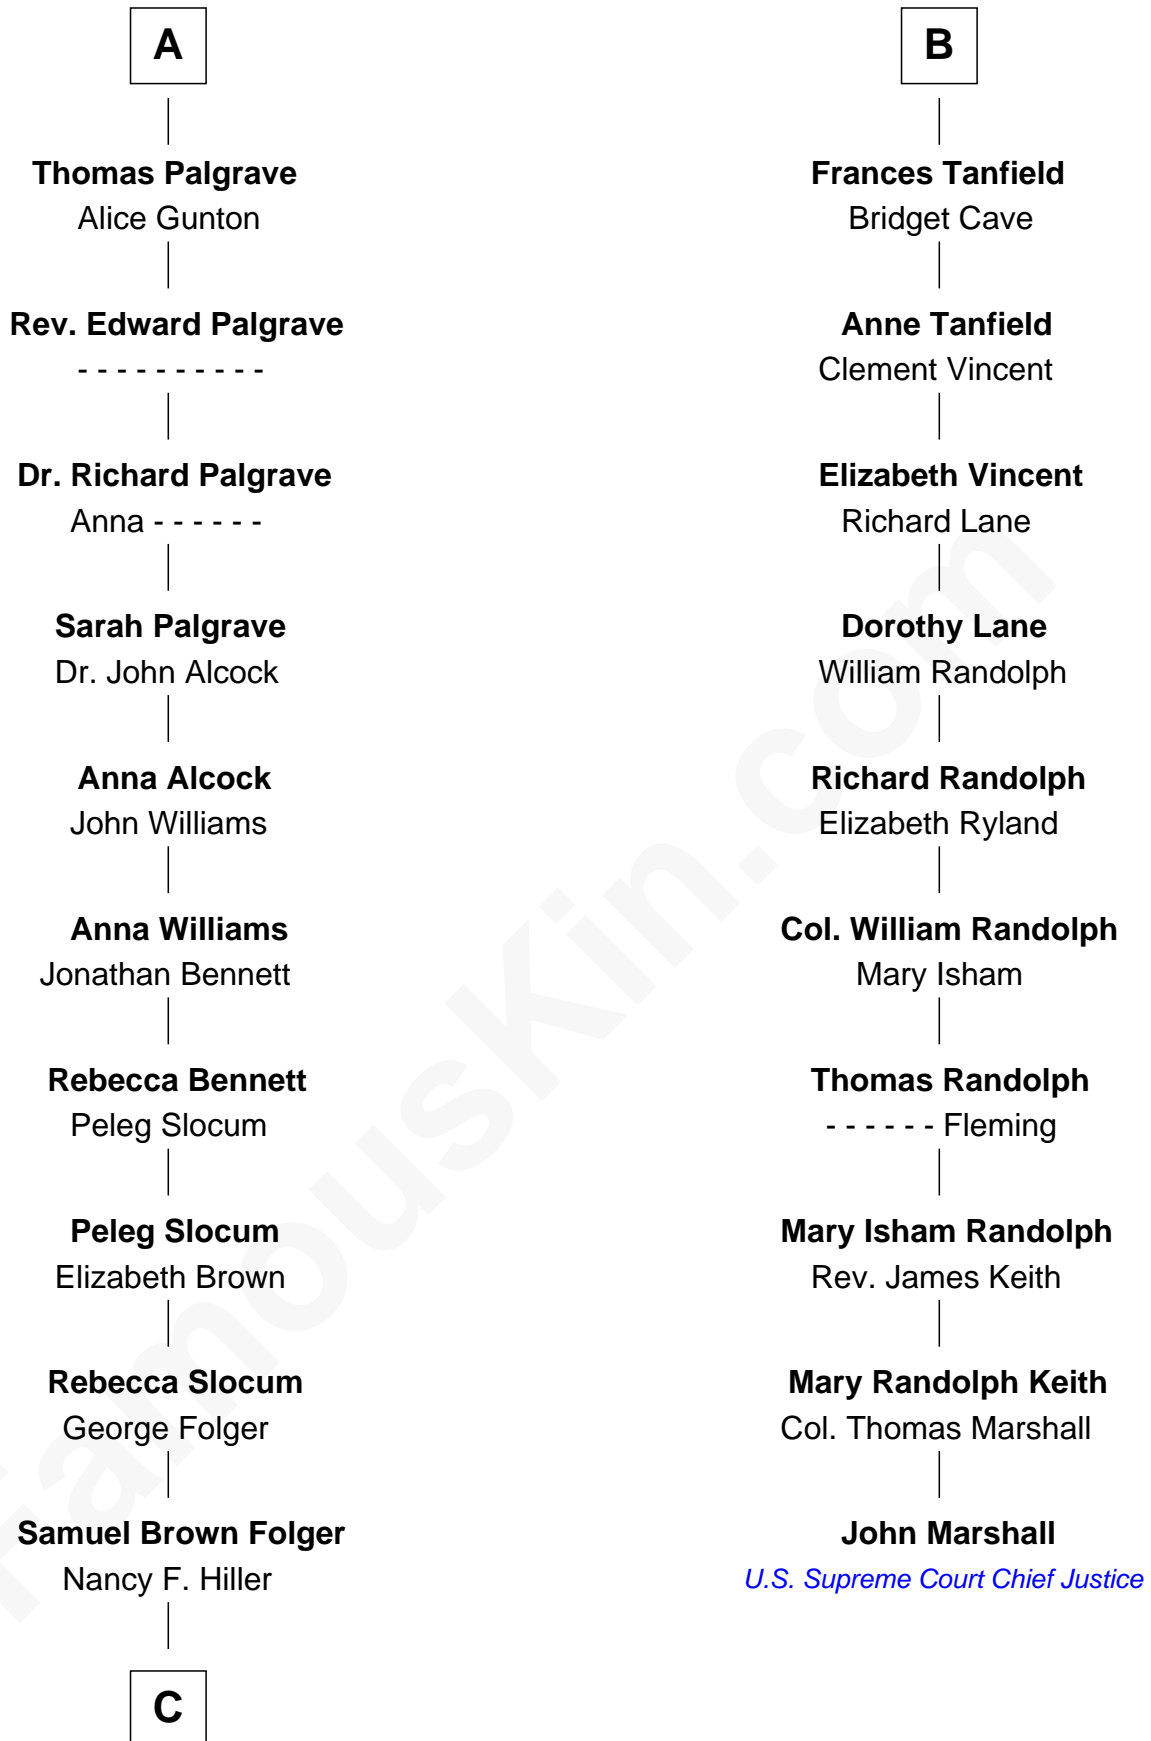 A
Thomas Palgrave
Alice Gunton
Rev. Edward Palgrave
- - - - - - - - - -
Dr. Richard Palgrave
Anna - - - - - -
Sarah Palgrave
Dr. John Alcock
Anna Alcock
John Williams
Anna Williams
Jonathan Bennett
Rebecca Bennett
Peleg Slocum
Peleg Slocum
Elizabeth Brown
Rebecca Slocum
George Folger
Samuel Brown Folger
Nancy F. Hiller
C
B
Frances Tanfield
Bridget Cave
Anne Tanfield
Clement Vincent
Elizabeth Vincent
Richard Lane
Dorothy Lane
William Randolph
Richard Randolph
Elizabeth Ryland
Col. William Randolph
Mary Isham
Thomas Randolph
- - - - - - Fleming
Mary Isham Randolph
Rev. James Keith
Mary Randolph Keith
Col. Thomas Marshall
John Marshall
U.S. Supreme Court Chief Justice
FamousKin.com